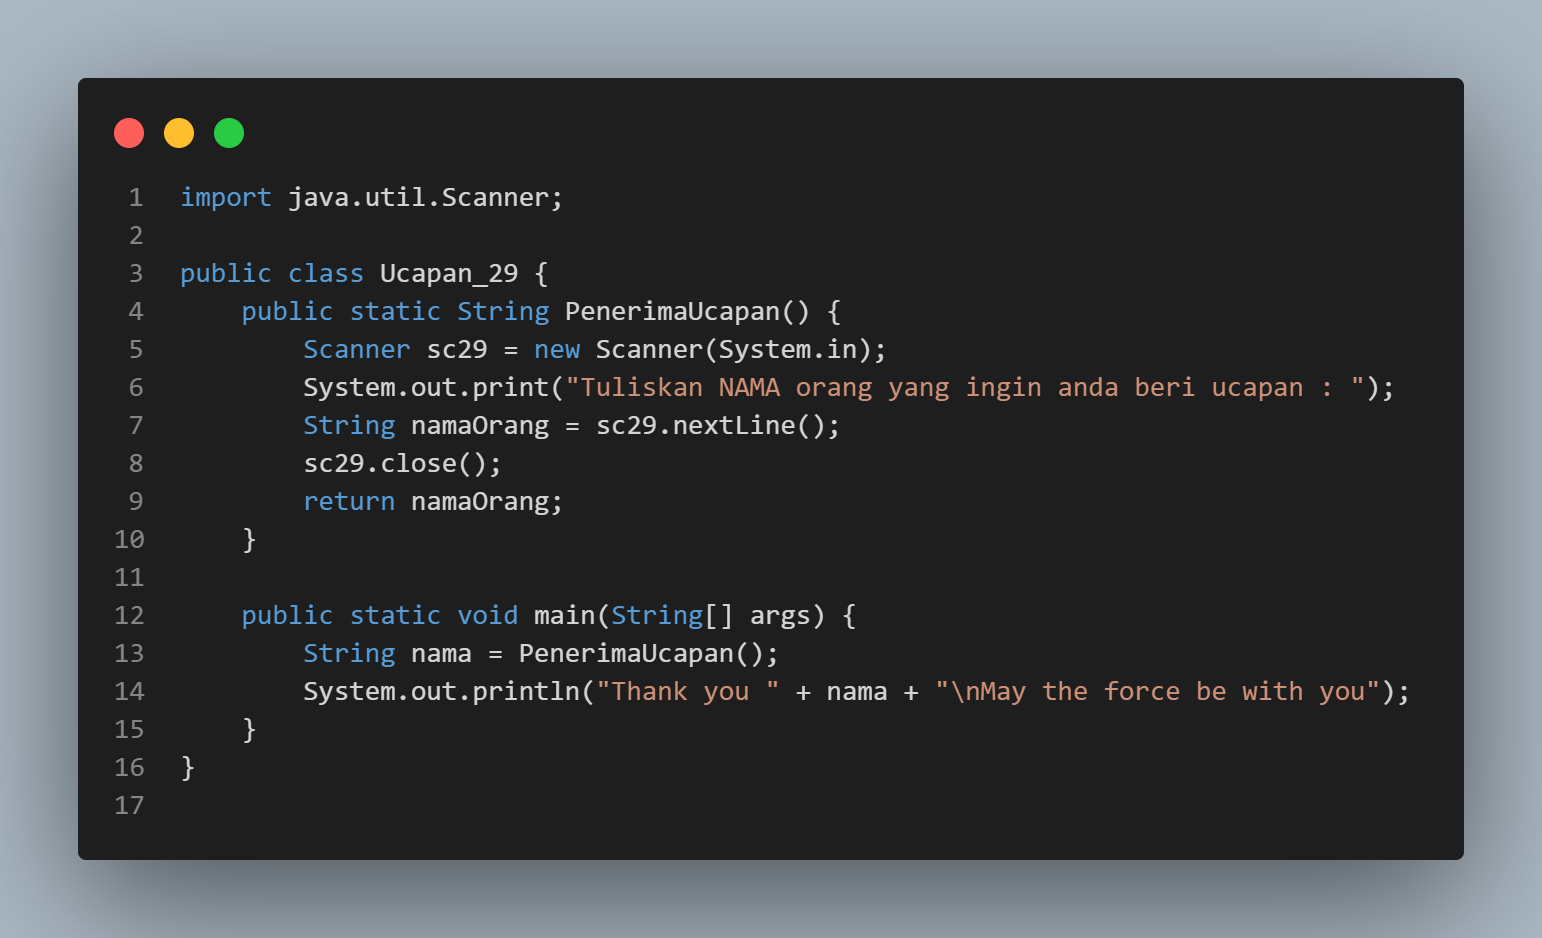 1 import java.util.Scanner;
2
3 public class Ucapan_29 {
4     public static String PenerimaUcapan() {
5         Scanner sc29 = new Scanner(System.in);
6         System.out.print("Tuliskan NAMA orang yang ingin anda beri ucapan : ");
7         String namaOrang = sc29.nextLine();
8         sc29.close();
9         return namaOrang;
10     }
11
12     public static void main(String[] args) {
13         String nama = PenerimaUcapan();
14         System.out.println("Thank you " + nama + "\nMay the force be with you");
15     }
16 }
17